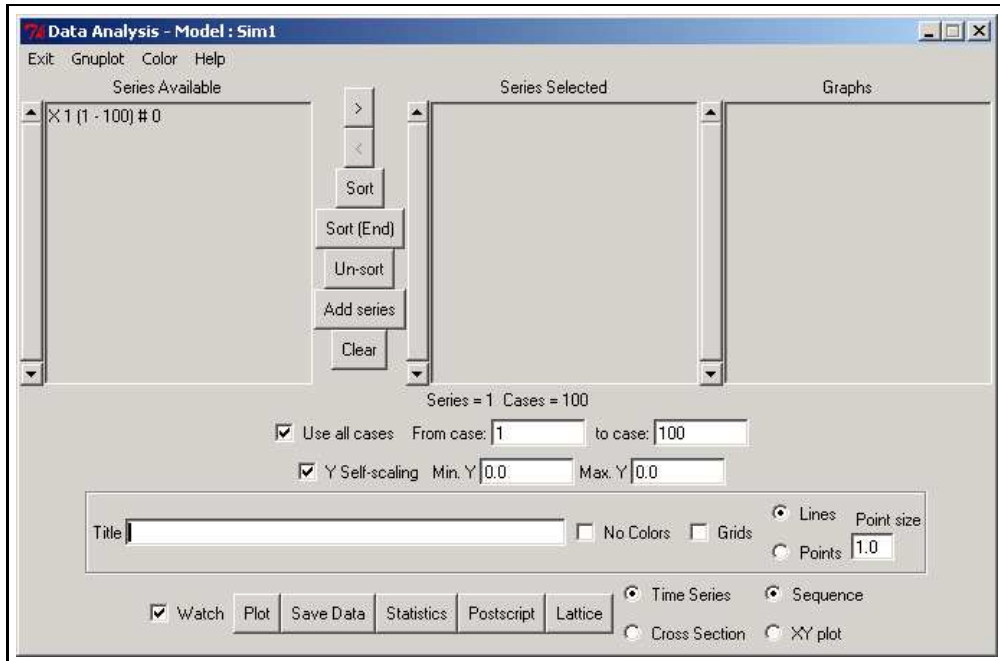 Data Analysis - Model : Sim1
Exit Gnuplot Color Help
Series Available
Series Selected
Graphs
X 1 (1 - 100) # 0
>
<
Sort
Sort (End)
Un-sort
Add series
Clear
Series = 1 Cases = 100
Use all cases From case: 1 to case: 100
Y Self-scaling Min. Y 0.0 Max. Y 0.0
Title No Colors Grids Lines Point size
Points 1.0
Watch Plot Save Data Statistics Postscript Lattice Time Series Sequence
Cross Section XY plot